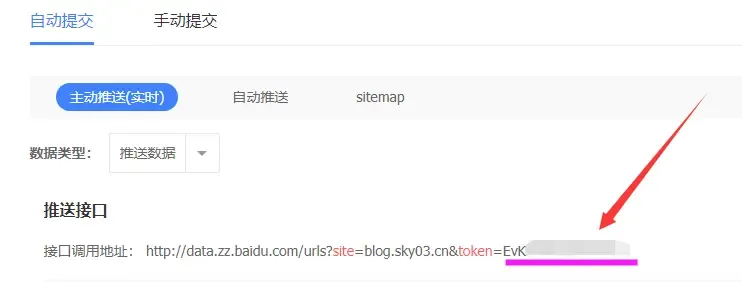 自动提交 手动提交
主动推送(实时) 自动推送 sitemap
数据类型： 推送数据
推送接口
接口调用地址： http://data.zz.baidu.com/urls?site=blog.sky03.cn&token=EvK